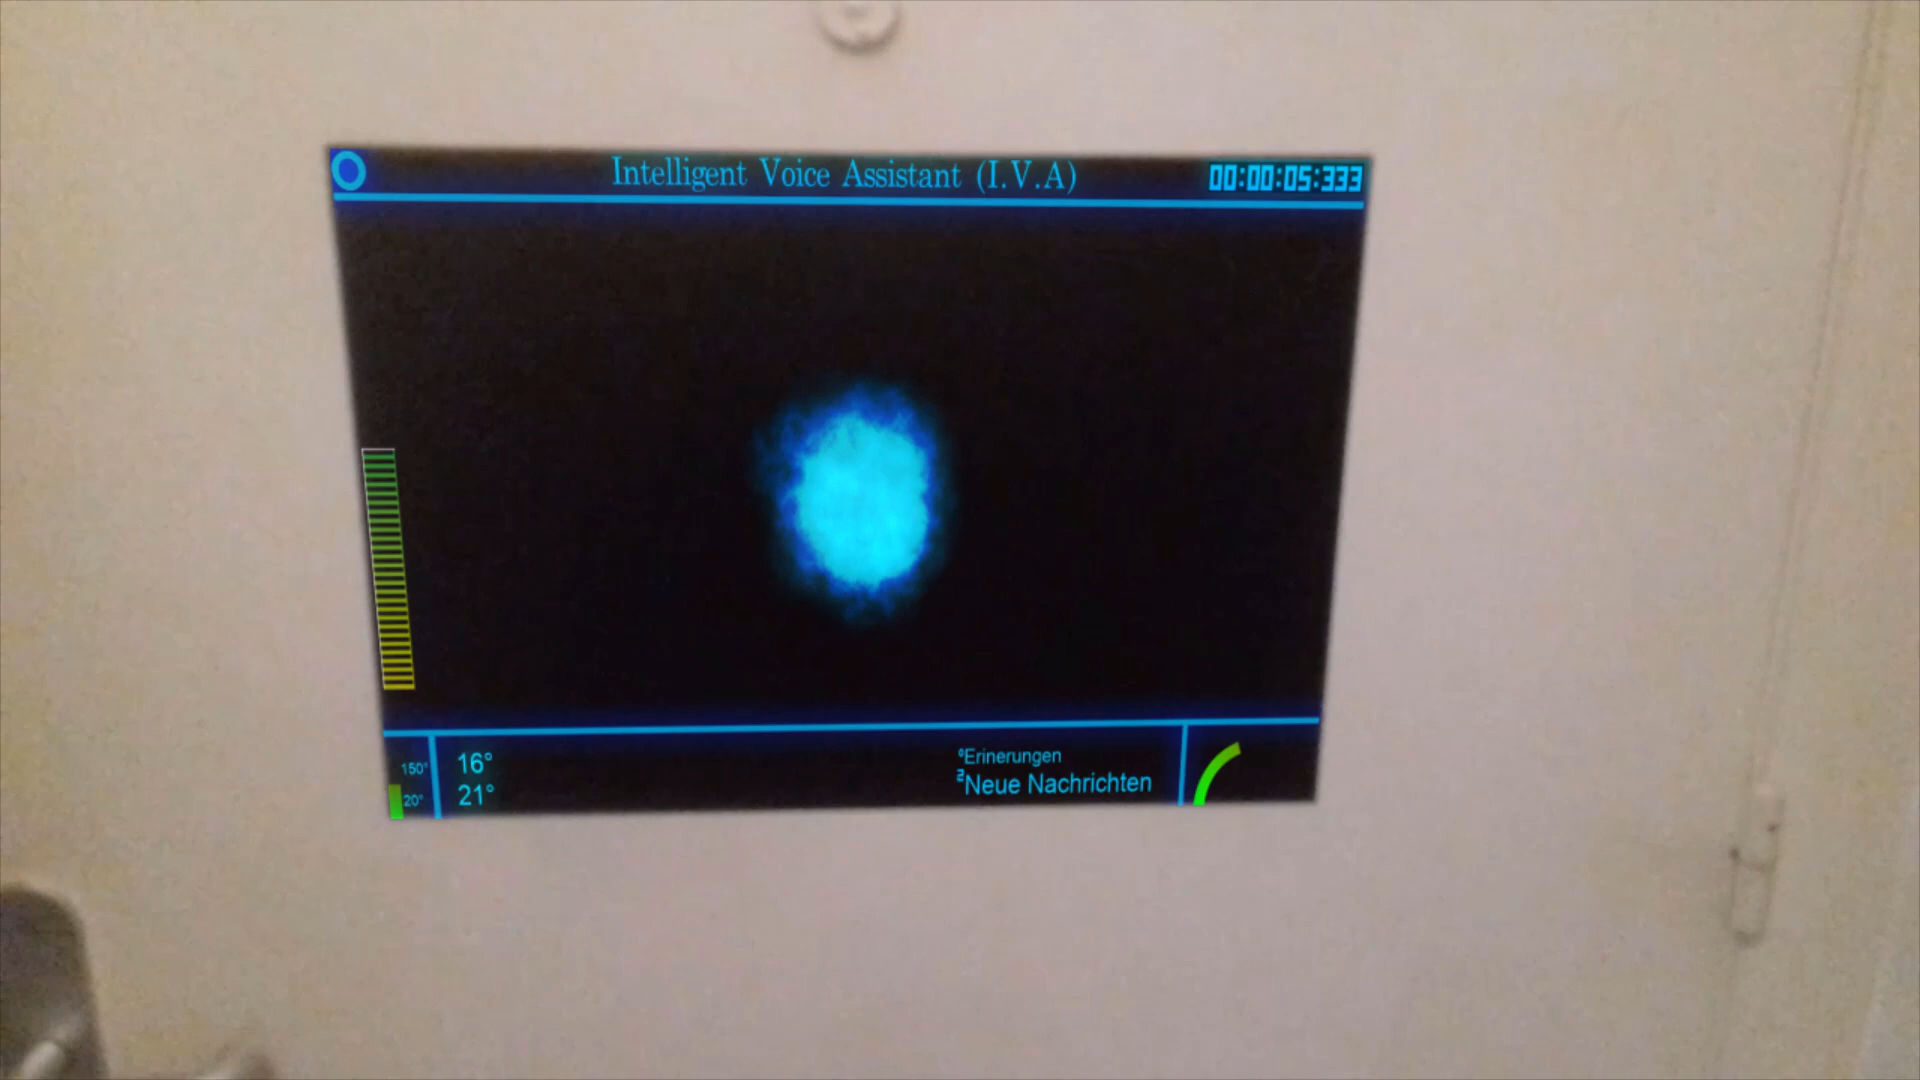 Intelligent Voice Assistant (I.V.A)
00:00:05:333
150°
20°
16°
21°
⁰Erinerungen
²Neue Nachrichten